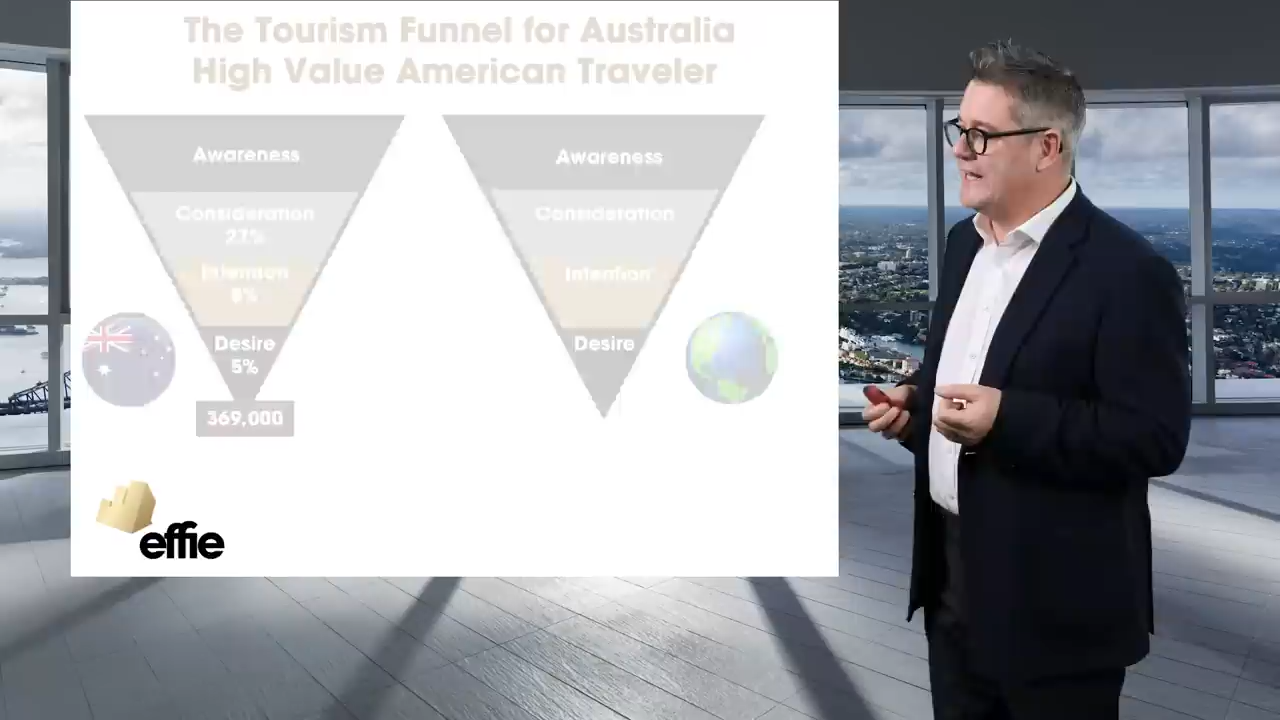 The Tourism Funnel for Australia
High Value American Traveler
Awareness
Consideration
27%
Intention
8%
Desire
5%
369,000
Awareness
Consideration
Intention
Desire
effie